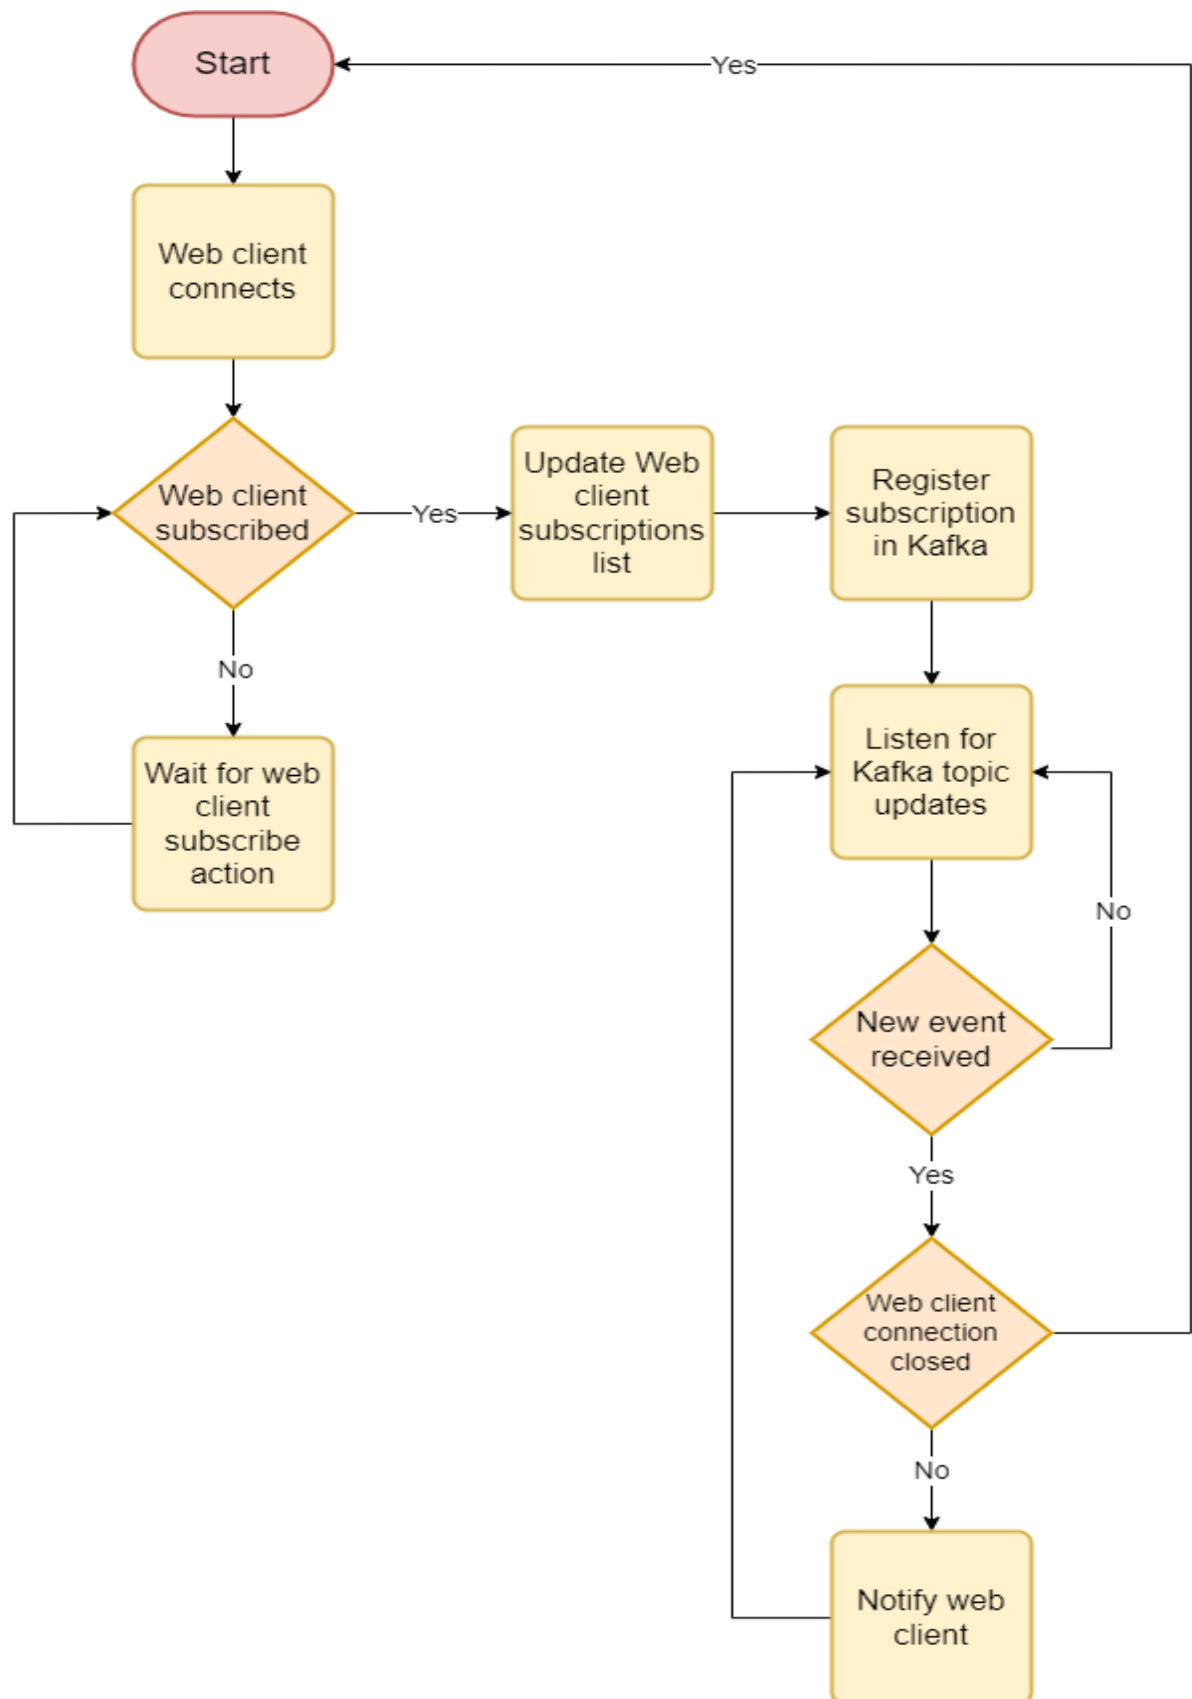 Start
Yes
Web client
connects
Web client
subscribed
Yes
Update Web
client
subscriptions
list
Register
subscription
in Kafka
No
Wait for web
client
subscribe
action
Listen for
Kafka topic
updates
No
New event
received
Yes
Web client
connection
closed
No
Notify web
client